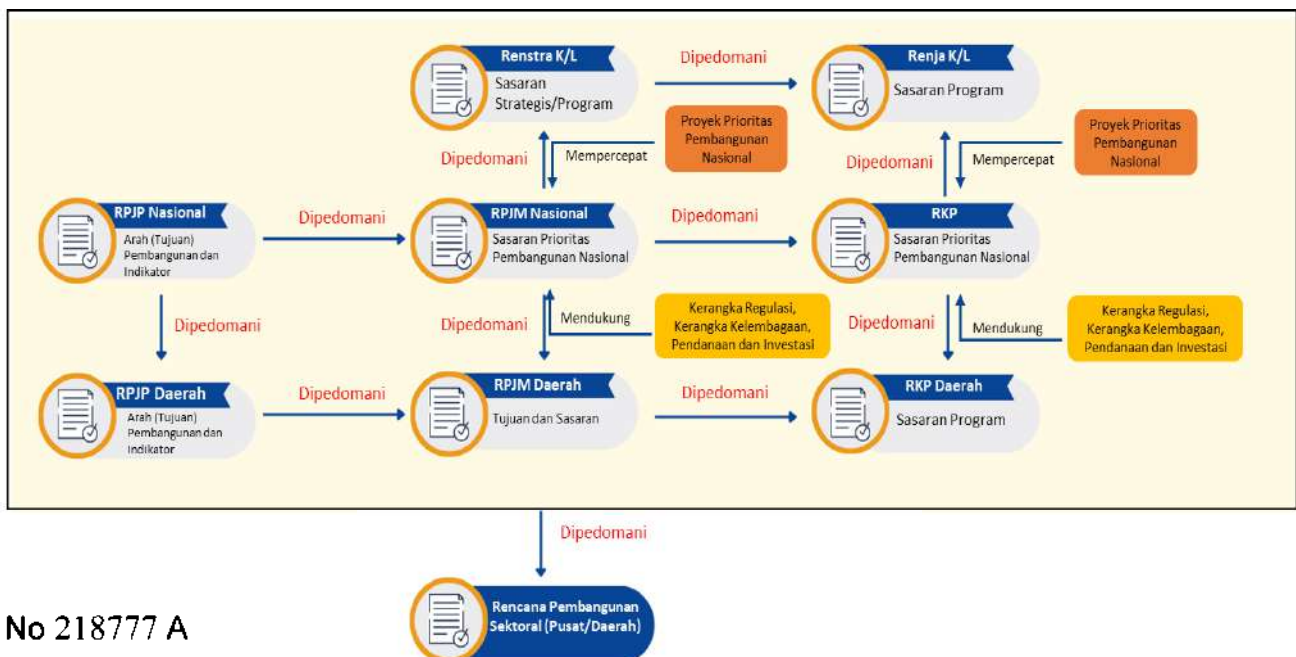 Renstra K/L
Sasaran
Strategis/Program
Dipedomani
Renja K/L
Sasaran Program
Dipedomani
Mempercepat
Proyek Prioritas
Pembangunan
Nasional
Dipedomani
Mempercepat
Proyek Prioritas
Pembangunan
Nasional
RPJP Nasional
Arah (Tujuan)
Pembangunan dan
Indikator
Dipedomani
RPJM Nasional
Sasaran Prioritas
Pembangunan Nasional
Dipedomani
RKP
Sasaran Prioritas
Pembangunan Nasional
Dipedomani
Dipedomani
Mendukung
Kerangka Regulasi,
Kerangka Kelembagaan,
Pendanaan dan Investasi
Dipedomani
Mendukung
Kerangka Regulasi,
Kerangka Kelembagaan,
Pendanaan dan Investasi
RPJP Daerah
Arah (Tujuan)
Pembangunan dan
Indikator
Dipedomani
RPJM Daerah
Tujuan dan Sasaran
Dipedomani
RKP Daerah
Sasaran Program
Dipedomani
Rencana Pembangunan
Sektoral (Pusat/Daerah)
No 218777 A